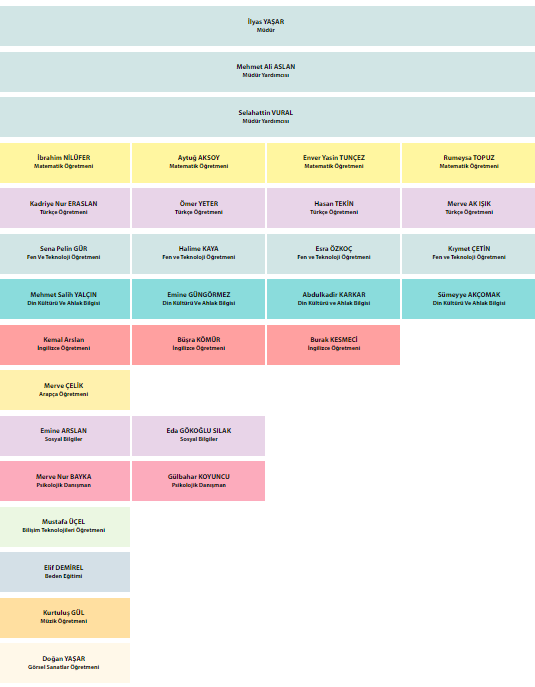 İlyas YAŞAR
Müdür
Mehmet Ali ASLAN
Müdür Yardımcısı
Selahattin VURAL
Müdür Yardımcısı
İbrahim NİLÜFER
Matematik Öğretmeni
Aytuğ AKSOY
Matematik Öğretmeni
Enver Yasin TUNÇEZ
Matematik Öğretmeni
Rumeysa TOPUZ
Matematik Öğretmeni
Kadriye Nur ERASLAN
Türkçe Öğretmeni
Ömer YETER
Türkçe Öğretmeni
Hasan TEKİN
Türkçe Öğretmeni
Merve AK IŞIK
Türkçe Öğretmeni
Sena Pelin GÜR
Fen Ve Teknoloji Öğretmeni
Halime KAYA
Fen ve Teknoloji Öğretmeni
Esra ÖZKOÇ
Fen ve Teknoloji Öğretmeni
Kıymet ÇETİN
Fen ve Teknoloji Öğretmeni
Mehmet Salih YALÇIN
Din Kültürü Ve Ahlak Bilgisi
Emine GÜNGÖRMEZ
Din Kültürü Ve Ahlak Bilgisi
Abdulkadir KARKAR
Din Kültürü ve Ahlak Bilgisi
Sümeyye AKÇOMAK
Din Kültürü Ve Ahlak Bilgisi
Kemal Arslan
İngilizce Öğretmeni
Büşra KÖMÜR
İngilizce Öğretmeni
Burak KESMECİ
İngilizce Öğretmeni
Merve ÇELİK
Arapça Öğretmeni
Emine ARSLAN
Sosyal Bilgiler
Eda GÖKOĞLU SILAK
Sosyal Bilgiler
Merve Nur BAYKA
Psikolojik Danışman
Gülbahar KOYUNCU
Psikolojik Danışman
Mustafa ÜÇEL
Bilişim Teknolojileri Öğretmeni
Elif DEMİREL
Beden Eğitimi
Kurtuluş GÜL
Müzik Öğretmeni
Doğan YAŞAR
Görsel Sanatlar Öğretmeni